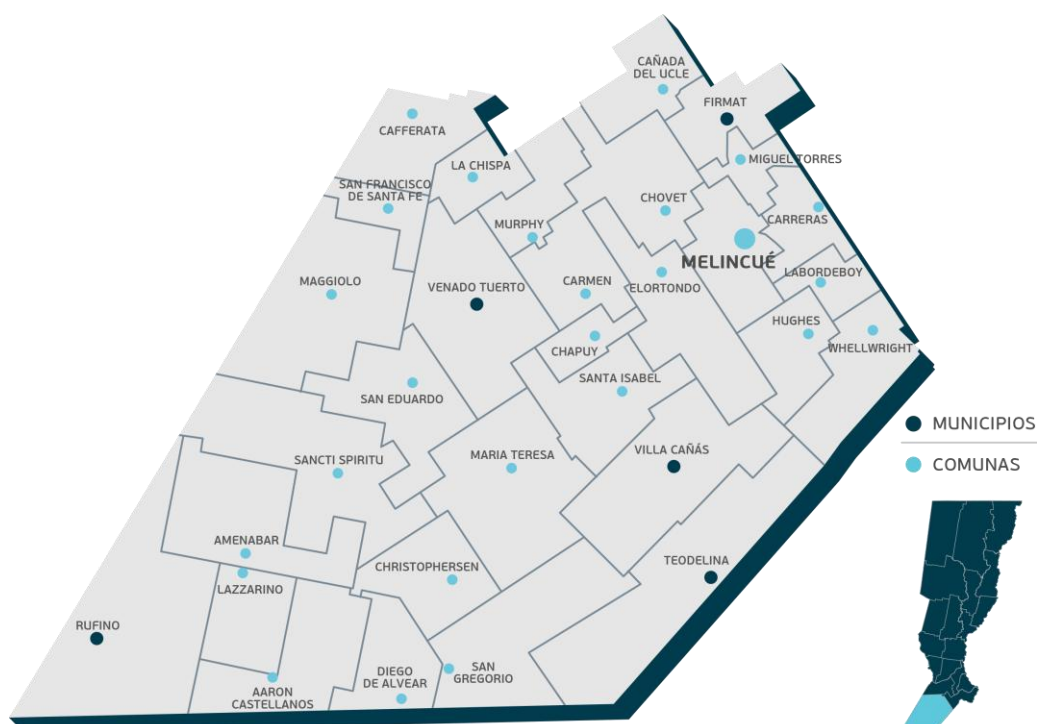 CAÑADA
DEL UCLE
FIRMAT
CAFFERATA
LA CHISPA
MIGUEL TORRES
SAN FRANCISCO
DE SANTA FE
CHOVET
CARRERAS
MURPHY
MELINCUÉ
LABORDEBOY
MAGGIOLO
VENADO TUERTO
CARMEN
ELORTONDO
HUGHES
WHELLWRIGHT
CHAPUY
SANTA ISABEL
SAN EDUARDO
MUNICIPIOS
COMUNAS
SANCTI SPIRITU
MARIA TERESA
VILLA CAÑÁS
AMENABAR
LAZZARINO
CHRISTOPHERSEN
TEODELINA
RUFINO
AARON
CASTELLANOS
DIEGO
DE ALVEAR
SAN
GREGORIO